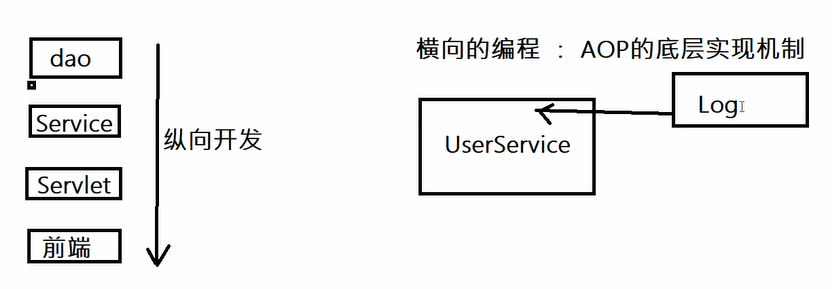 dao
Service
Servlet
前端
纵向开发
横向的编程 ：AOP的底层实现机制
Log
UserService